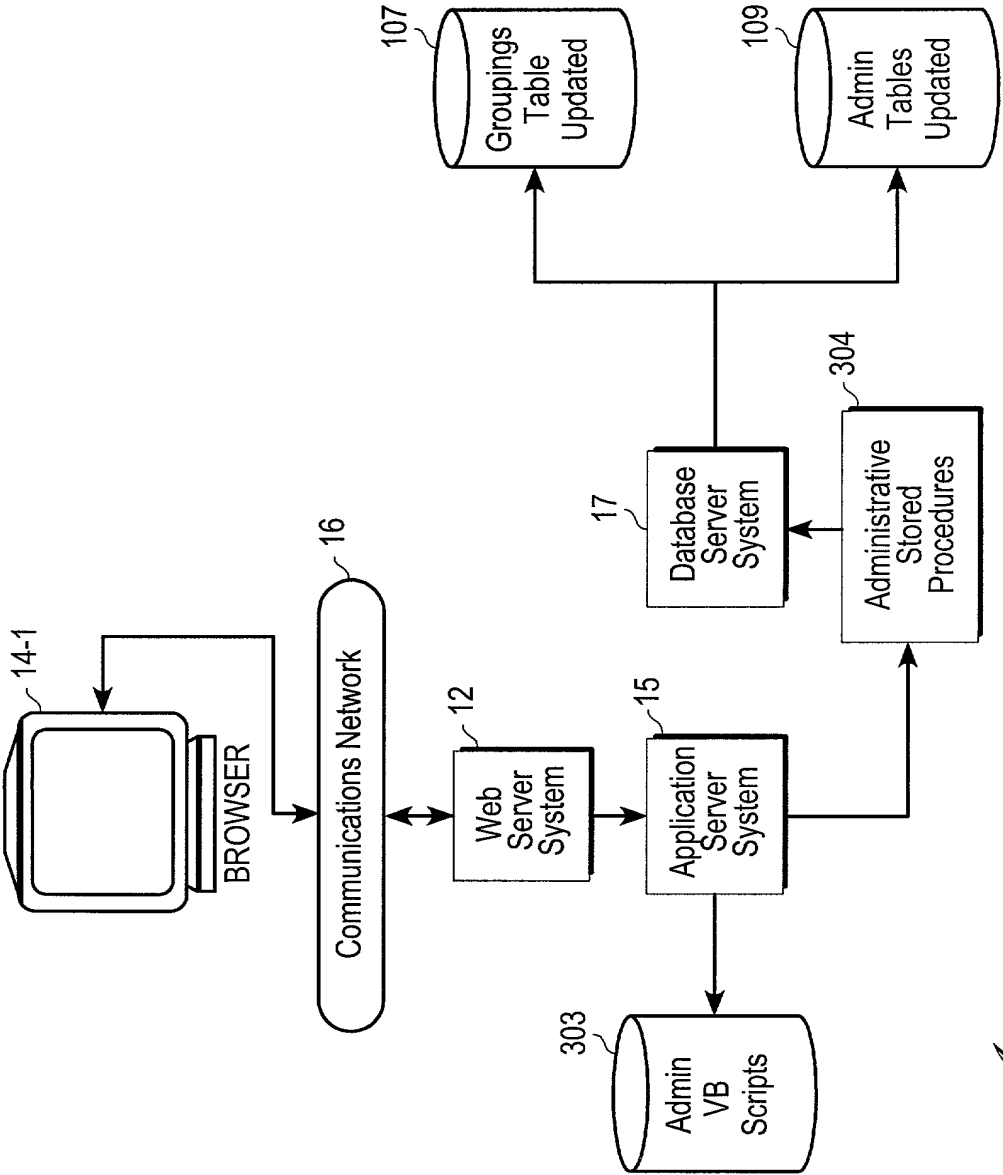 14-1
BROWSER
16
Communications Network
12
Web
Server
System
15
Application
Server
System
303
Admin
VB
Scripts
17
Database
Server
System
304
Administrative
Stored
Procedures
107
Groupings
Table
Updated
109
Admin
Tables
Updated